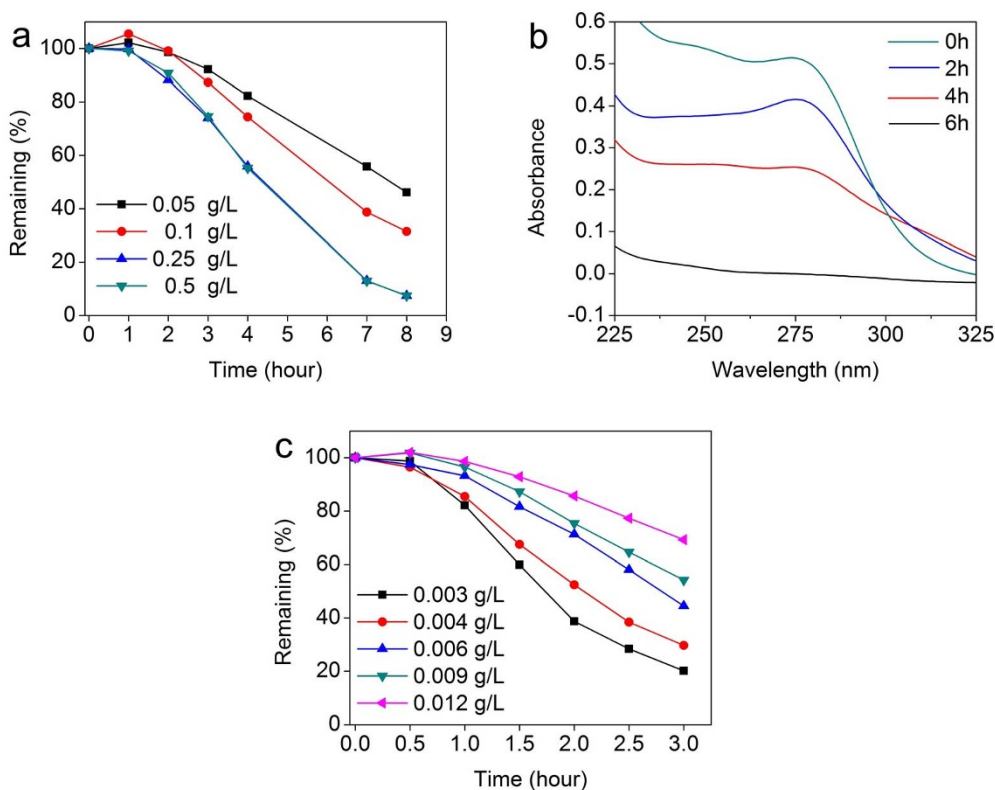 a
100
80
60
40
20
0
Remaining (%)
0.05 g/L
0.1 g/L
0.25 g/L
0.5 g/L
0 1 2 3 4 5 6 7 8 9
Time (hour)
b
0.6
0.5
0.4
0.3
0.2
0.1
0.0
-0.1
Absorbance
0h
2h
4h
6h
225 250 275 300 325
Wavelength (nm)
c
100
80
60
40
20
0
Remaining (%)
0.003 g/L
0.004 g/L
0.006 g/L
0.009 g/L
0.012 g/L
0.0 0.5 1.0 1.5 2.0 2.5 3.0
Time (hour)